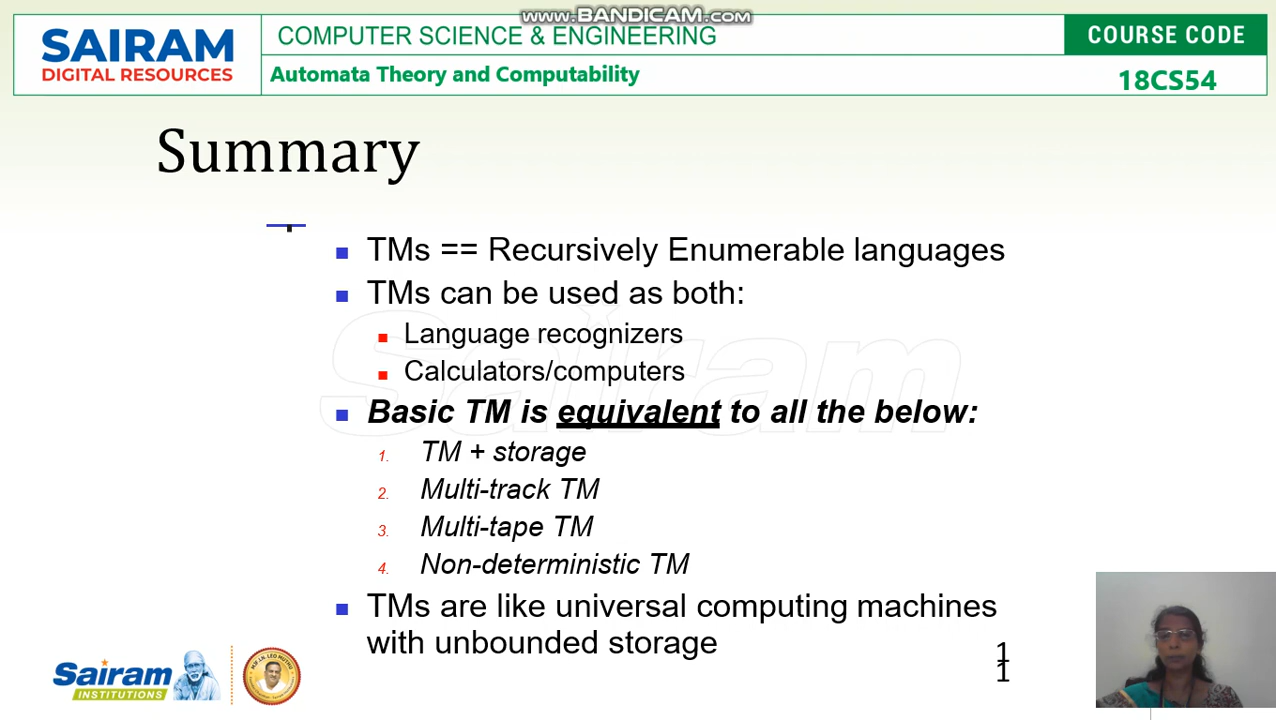 www.BANDICAM.com
SAIRAM
DIGITAL RESOURCES
COMPUTER SCIENCE & ENGINEERING
COURSE CODE
Automata Theory and Computability
18CS54
Summary
TMs == Recursively Enumerable languages
TMs can be used as both:
Language recognizers
Calculators/computers
Basic TM is equivalent to all the below:
1. TM + storage
2. Multi-track TM
3. Multi-tape TM
4. Non-deterministic TM
TMs are like universal computing machines
with unbounded storage
1
1
Sairam
Sairam
INSTITUTIONS